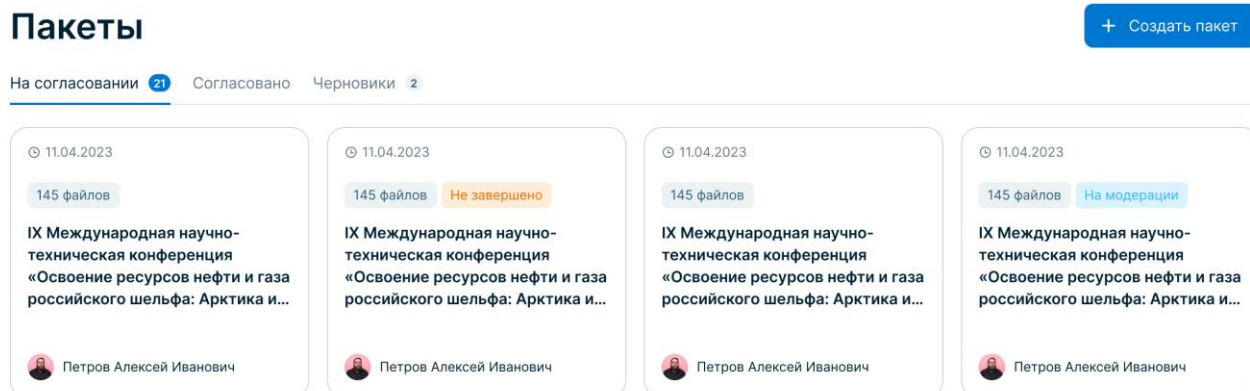 Пакеты
+ Создать пакет
На согласовании 21 Согласовано Черновики 2
11.04.2023
145 файлов
IX Международная научно-
техническая конференция
«Освоение ресурсов нефти и газа
российского шельфа: Арктика и...
Петров Алексей Иванович
11.04.2023
145 файлов Не завершено
IX Международная научно-
техническая конференция
«Освоение ресурсов нефти и газа
российского шельфа: Арктика и...
Петров Алексей Иванович
11.04.2023
145 файлов
IX Международная научно-
техническая конференция
«Освоение ресурсов нефти и газа
российского шельфа: Арктика и...
Петров Алексей Иванович
11.04.2023
145 файлов На модерации
IX Международная научно-
техническая конференция
«Освоение ресурсов нефти и газа
российского шельфа: Арктика и...
Петров Алексей Иванович